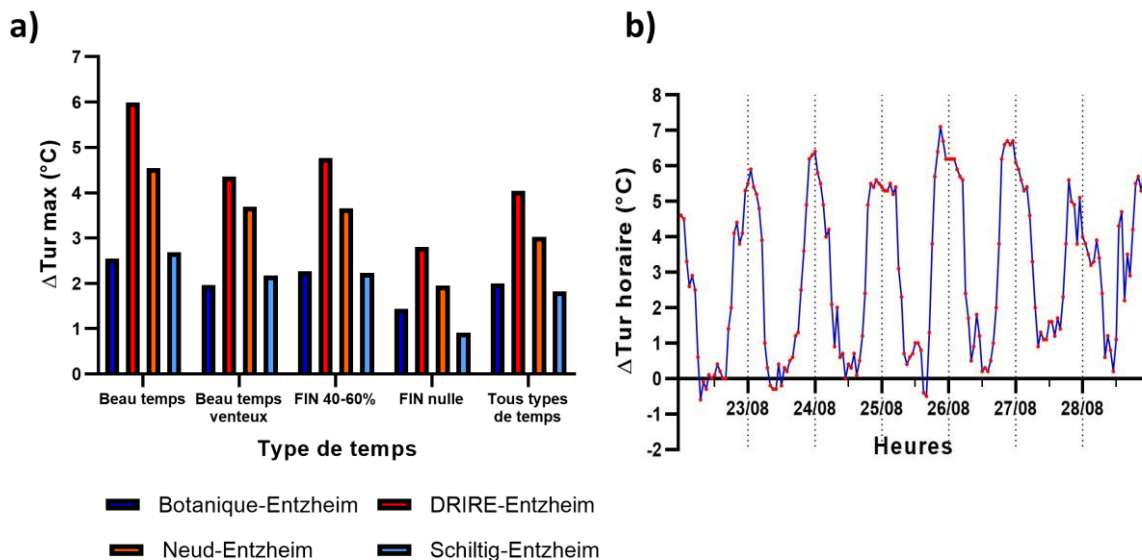 a)
ΔTur max (°C)
7
6
5
4
3
2
1
0
Beau temps
Beau temps
venteux
FIN 40-60%
FIN nulle
Tous types
de temps
Type de temps
Botanique-Entzheim
DRIRE-Entzheim
Neud-Entzheim
Schiltig-Entzheim
b)
ΔTur horaire (°C)
8
7
6
5
4
3
2
1
0
-1
-2
23/08
24/08
25/08
26/08
27/08
28/08
Heures